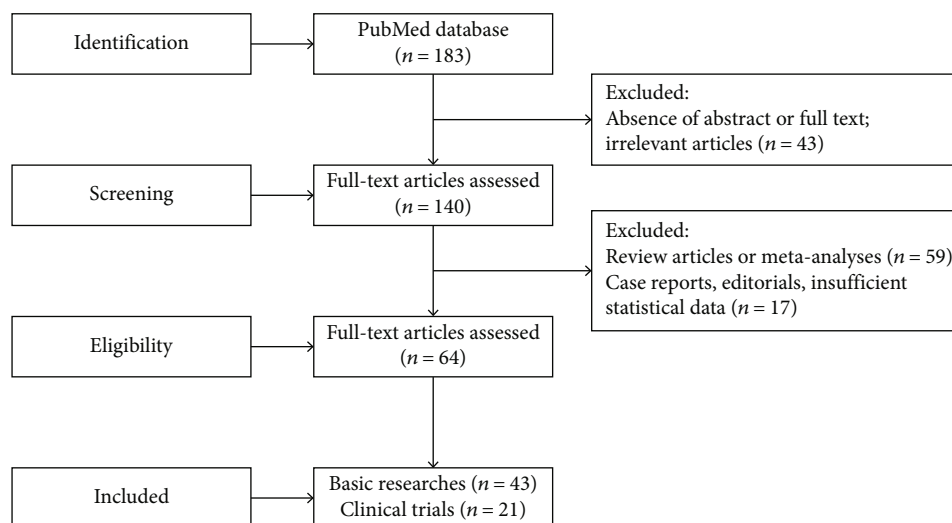 Identification
PubMed database
(n = 183)
Excluded:
Absence of abstract or full text;
irrelevant articles (n = 43)
Screening
Full-text articles assessed
(n = 140)
Excluded:
Review articles or meta-analyses (n = 59)
Case reports, editorials, insufficient
statistical data (n = 17)
Eligibility
Full-text articles assessed
(n = 64)
Included
Basic researches (n = 43)
Clinical trials (n = 21)